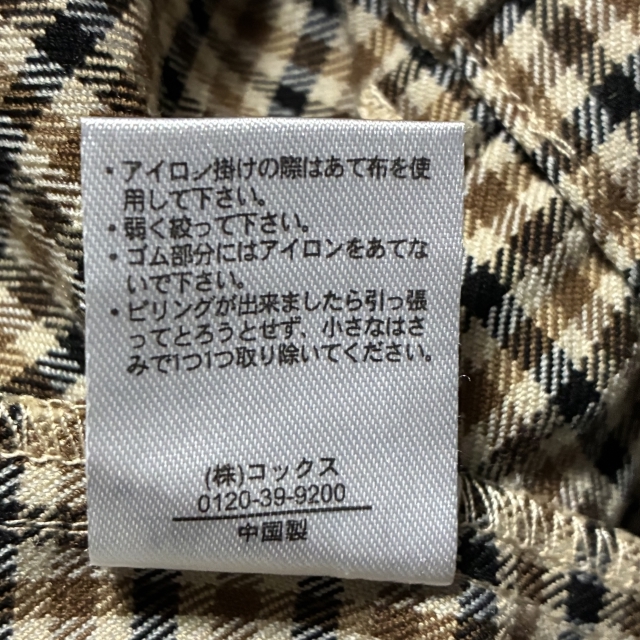 ・アイロン掛けの際はあて布を使
用して下さい。
・弱く絞って下さい。
・ゴム部分にはアイロンをあてな
いで下さい。
・ピリングが出来ましたら引っ張
ってとろうとせず、小さなはさ
みで1つ1つ取り除いてください。
(株)コックス
0120-39-9200
中国製